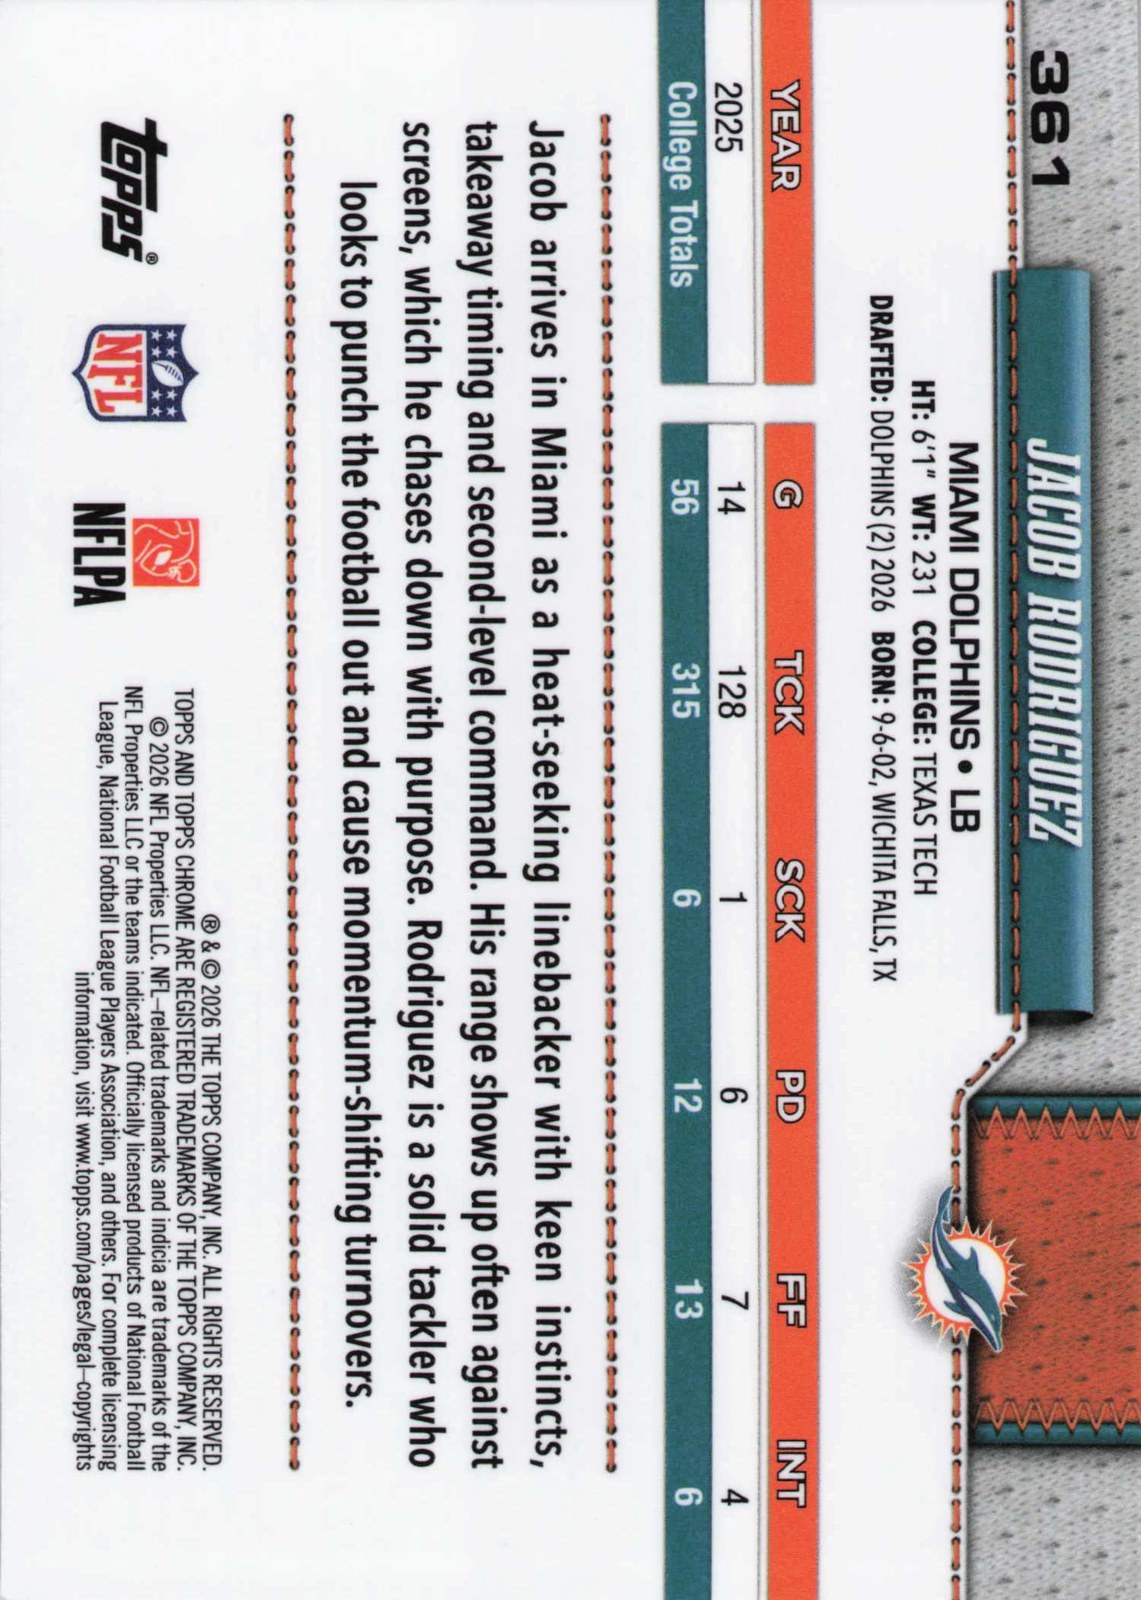 361
JACOB RODRIGUEZ
MIAMI DOLPHINS • LB
HT: 6'1" WT: 231 COLLEGE: TEXAS TECH
DRAFTED: DOLPHINS (2) 2026 BORN: 9-6-02, WICHITA FALLS, TX
YEAR G TCK SCK PD FF INT
2025 14 128 1 6 7 4
College Totals 56 315 6 12 13 6
Jacob arrives in Miami as a heat-seeking linebacker with keen instincts,
takeaway timing and second-level command. His range shows up often against
screens, which he chases down with purpose. Rodriguez is a solid tackler who
looks to punch the football out and cause momentum-shifting turnovers.
topps®
NFL
NFLPA
® & © 2026 THE TOPPS COMPANY, INC. ALL RIGHTS RESERVED.
TOPPS AND TOPPS CHROME ARE REGISTERED TRADEMARKS OF THE TOPPS COMPANY, INC.
© 2026 NFL Properties LLC. NFL-related trademarks and indicia are trademarks of the
NFL Properties LLC or the teams indicated. Officially licensed products of National Football
League, National Football League Players Association, and others. For complete licensing
information, visit www.topps.com/pages/legal-copyrights